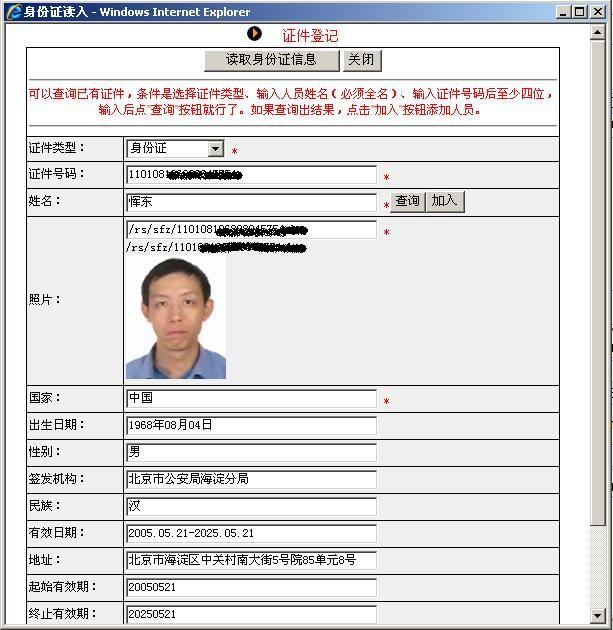 身份证读入 - Windows Internet Explorer
证件登记
读取身份证信息 关闭
可以查询已有证件，条件是选择证件类型、输入人员姓名（必须全名）、输入证件号码后至少四位，
输入后点"查询"按钮就行了。如果查询出结果，点击"加入"按钮添加人员。
证件类型： 身份证 *
证件号码： 1101081 *
姓名： 恽东 * 查询 加入
/rs/sfz/1101081 *
/rs/sfz/1101
照片：
国家： 中国 *
出生日期： 1968年08月04日
性别： 男
签发机构： 北京市公安局海淀分局
民族： 汉
有效日期： 2005.05.21-2025.05.21
地址： 北京市海淀区中关村南大街5号院85单元8号
起始有效期： 20050521
终止有效期： 20250521